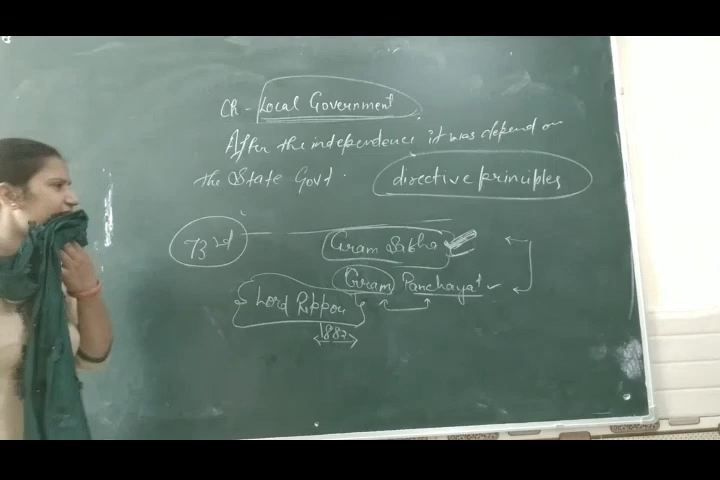 CR - Local Government
After the independence it was depend on
the State Govt.
directive principles
73rd
Gram Sabha
Gram Panchayat
Lord Rippon
1882